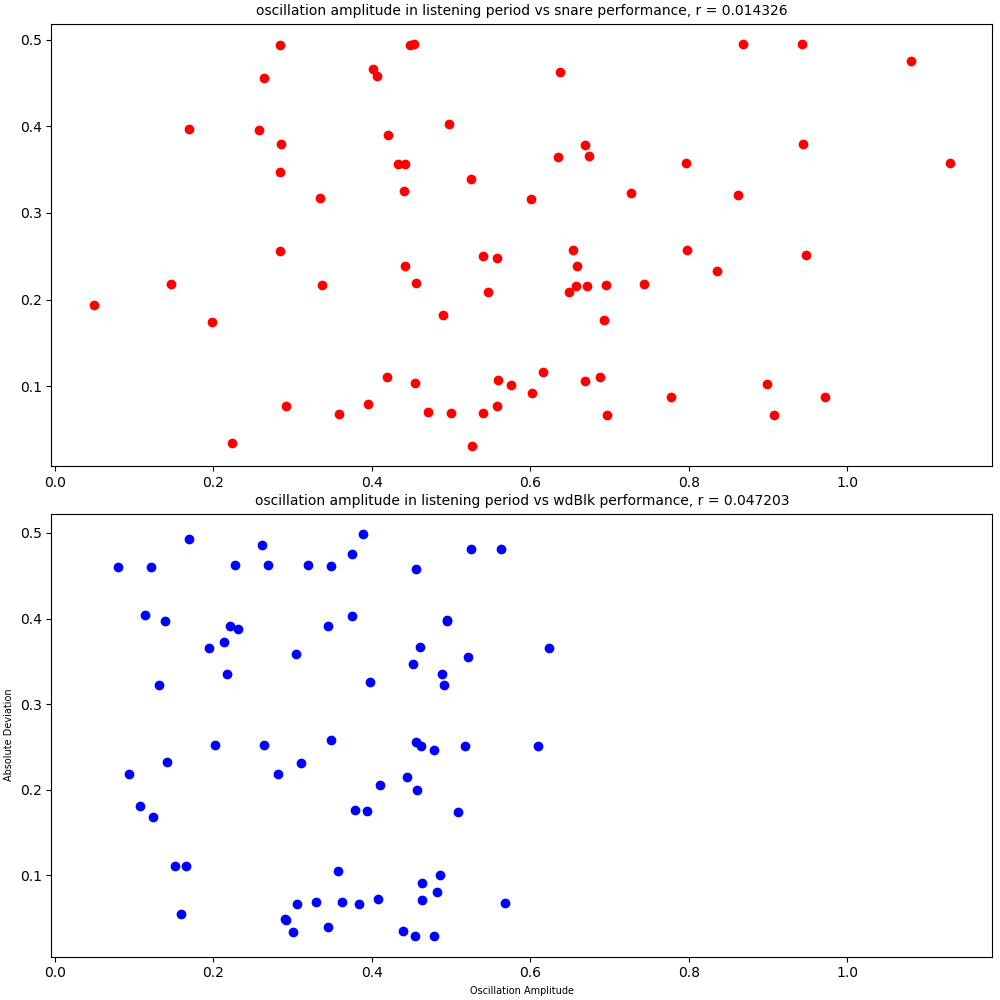 oscillation amplitude in listening period vs snare performance, r = 0.014326
0.5
0.4
0.3
0.2
0.1
0.0 0.2 0.4 0.6 0.8 1.0
oscillation amplitude in listening period vs wdBlk performance, r = 0.047203
0.5
0.4
0.3
0.2
0.1
Absolute Deviation
0.0 0.2 0.4 0.6 0.8 1.0
Oscillation Amplitude